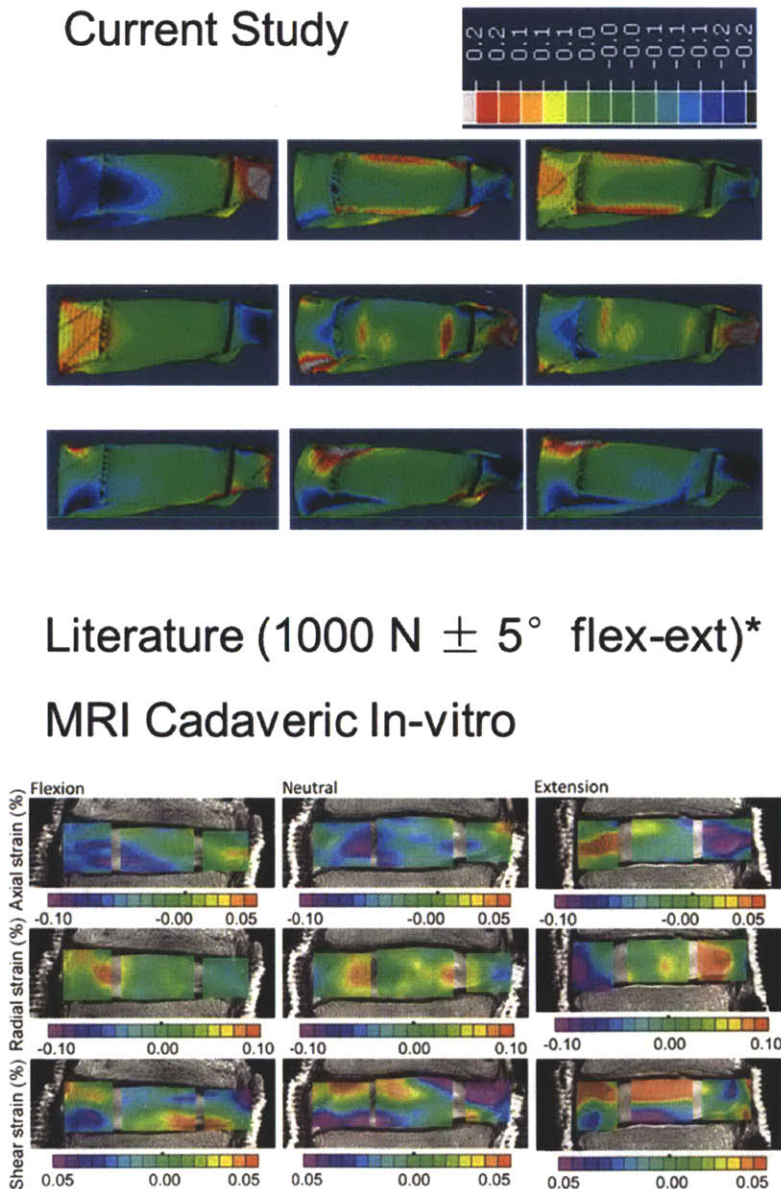 Current Study
0.2 0.2 0.1 0.1 0.1 0.0 -0.0 -0.0 -0.1 -0.1 -0.1 -0.2 -0.2
Literature (1000 N ± 5° flex-ext)*
MRI Cadaveric In-vitro
Flexion Neutral Extension
Axial strain (%)
-0.10 -0.00 0.05 -0.10 -0.00 0.05 -0.10 -0.00 0.05
Radial strain (%)
-0.10 0.00 0.10 -0.10 0.00 0.10 -0.10 0.00 0.10
Shear strain (%)
0.05 0.00 0.05 0.05 0.00 0.05 0.05 0.00 0.05